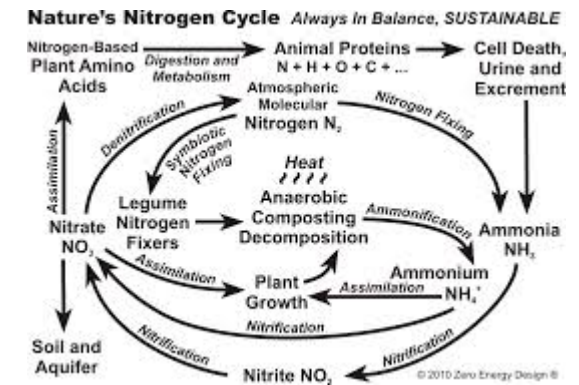 Nature's Nitrogen Cycle Always In Balance, SUSTAINABLE
Nitrogen-Based
Plant Amino
Acids
Digestion and
Metabolism
Animal Proteins
N + H + O + C + ...
Cell Death,
Urine and
Excrement
Denitrification
Atmospheric
Molecular
Nitrogen N2
Nitrogen Fixing
Symbiotic
Nitrogen
Fixing
Assimilation
Heat
Legume
Nitrogen
Fixers
Anaerobic
Composting
Decomposition
Ammonification
Nitrate
NO3
Ammonia
NH3
Assimilation
Plant
Growth
Assimilation
Ammonium
NH4+
Nitrification
Nitrification
Nitrification
Soil and
Aquifer
Nitrite NO2
© 2010 Zero Energy Design ®